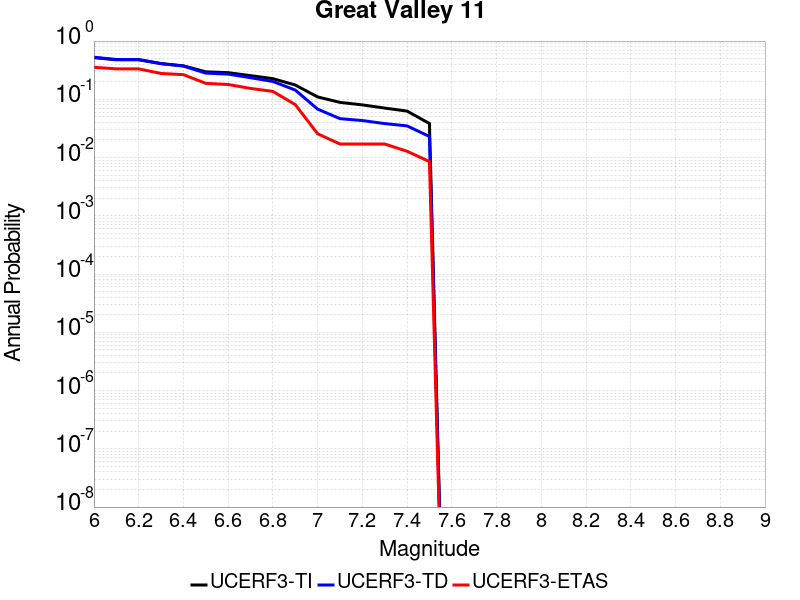 Great Valley 11
Annual Probability
10^0
10^-1
10^-2
10^-3
10^-4
10^-5
10^-6
10^-7
10^-8
6 6.2 6.4 6.6 6.8 7 7.2 7.4 7.6 7.8 8 8.2 8.4 8.6 8.8 9
Magnitude
UCERF3-TI UCERF3-TD UCERF3-ETAS